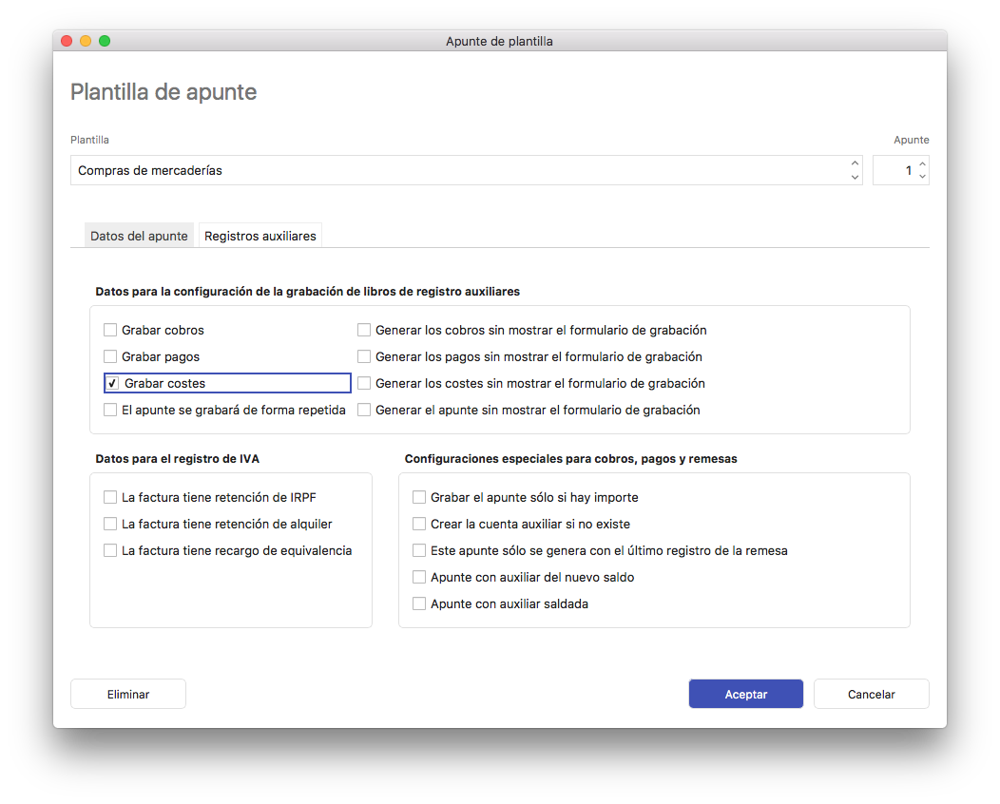 Apunte de plantilla
Plantilla de apunte
Plantilla Apunte
Compras de mercaderías 1
Datos del apunte Registros auxiliares
Datos para la configuración de la grabación de libros de registro auxiliares
Grabar cobros Generar los cobros sin mostrar el formulario de grabación
Grabar pagos Generar los pagos sin mostrar el formulario de grabación
Grabar costes Generar los costes sin mostrar el formulario de grabación
El apunte se grabará de forma repetida Generar el apunte sin mostrar el formulario de grabación
Datos para el registro de IVA
La factura tiene retención de IRPF
La factura tiene retención de alquiler
La factura tiene recargo de equivalencia
Configuraciones especiales para cobros, pagos y remesas
Grabar el apunte sólo si hay importe
Crear la cuenta auxiliar si no existe
Este apunte sólo se genera con el último registro de la remesa
Apunte con auxiliar del nuevo saldo
Apunte con auxiliar saldada
Eliminar Aceptar Cancelar